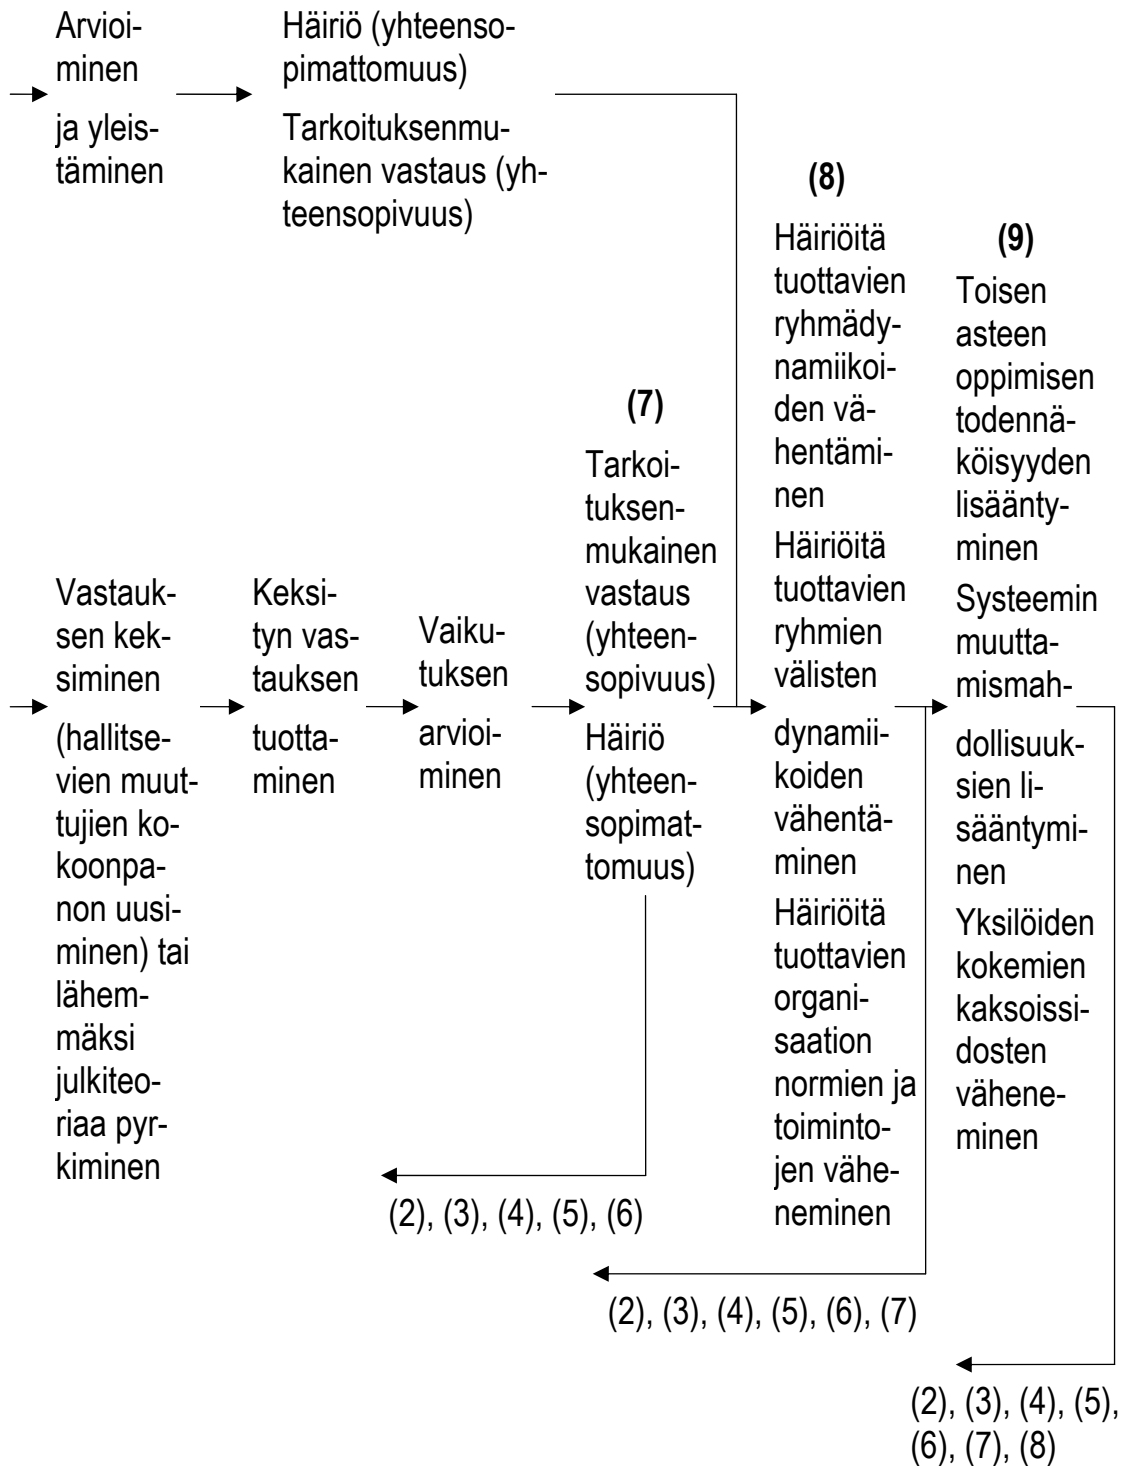 Arvioi-
minen
ja yleis-
täminen
Häiriö (yhteenso-
pimattomuus)
Tarkoituksenmu-
kainen vastaus (yh-
teensopivuus)
Vastauk-
sen kek-
siminen
(hallitse-
vien muut-
tujien ko-
koonpa-
non uusi-
minen) tai
lähem-
mäksi
julkiteo-
riaa pyr-
kiminen
Keksi-
tyn vas-
tauksen
tuotta-
minen
Vaiku-
tuksen
arvioi-
minen
(7)
Tarkoi-
tuksen-
mukainen
vastaus
(yhteen-
sopivuus)
Häiriö
(yhteen-
sopimat-
tomuus)
(2), (3), (4), (5), (6)
(8)
Häiriöitä
tuottavien
ryhmädy-
namiikoi-
den vä-
hentämi-
nen
Häiriöitä
tuottavien
ryhmien
välisten
dynamii-
koiden
vähentä-
minen
Häiriöitä
tuottavien
organi-
saation
normien ja
toiminto-
jen vähe-
neminen
(2), (3), (4), (5), (6), (7)
(9)
Toisen
asteen
oppimisen
todennä-
köisyyden
lisäänty-
minen
Systeemin
muutta-
mismah-
dollisuuk-
sien li-
sääntymi-
nen
Yksilöiden
kokemien
kaksoissi-
dosten
vähene-
minen
(2), (3), (4), (5),
(6), (7), (8)